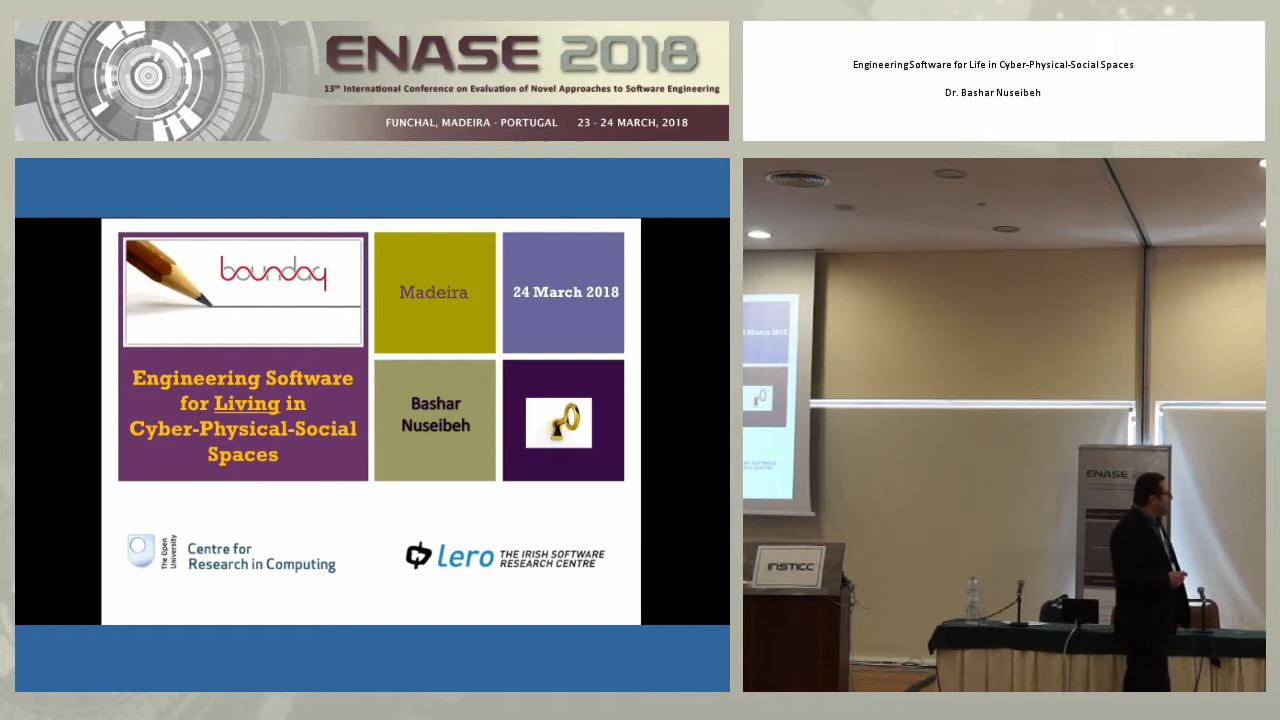 ENASE 2018
13th International Conference on Evaluation of Novel Approaches to Software Engineering
FUNCHAL, MADEIRA - PORTUGAL | 23 - 24 MARCH, 2018
Engineering Software for Life in Cyber-Physical-Social Spaces
Dr. Bashar Nuseibeh
Madeira
24 March 2018
Engineering Software
for Living in
Cyber-Physical-Social
Spaces
Bashar
Nuseibeh
The Open
University
Centre for
Research in Computing
lero THE IRISH SOFTWARE
RESEARCH CENTRE
March 2018
ENASE
INSTICC